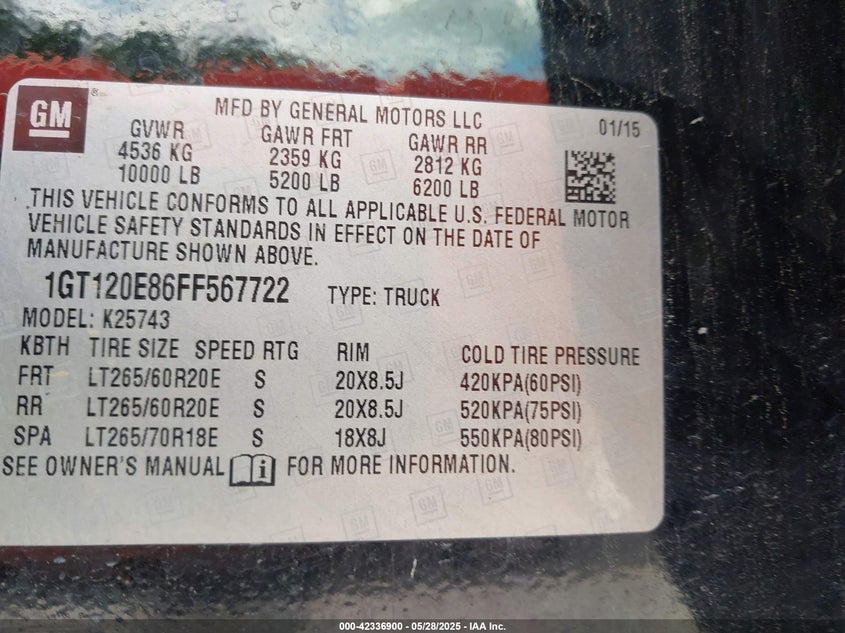 GM
MFD BY GENERAL MOTORS LLC
01/15
GVWR GAWR FRT GAWR RR
4536 KG 2359 KG 2812 KG
10000 LB 5200 LB 6200 LB
THIS VEHICLE CONFORMS TO ALL APPLICABLE U.S. FEDERAL MOTOR
VEHICLE SAFETY STANDARDS IN EFFECT ON THE DATE OF
MANUFACTURE SHOWN ABOVE.
1GT120E86FF567722 TYPE: TRUCK
MODEL: K25743
KBTH TIRE SIZE SPEED RTG RIM COLD TIRE PRESSURE
FRT LT265/60R20E S 20X8.5J 420KPA(60PSI)
RR LT265/60R20E S 20X8.5J 520KPA(75PSI)
SPA LT265/70R18E S 18X8J 550KPA(80PSI)
SEE OWNER'S MANUAL FOR MORE INFORMATION.
000-42336900 - 05/28/2025 - IAA Inc.